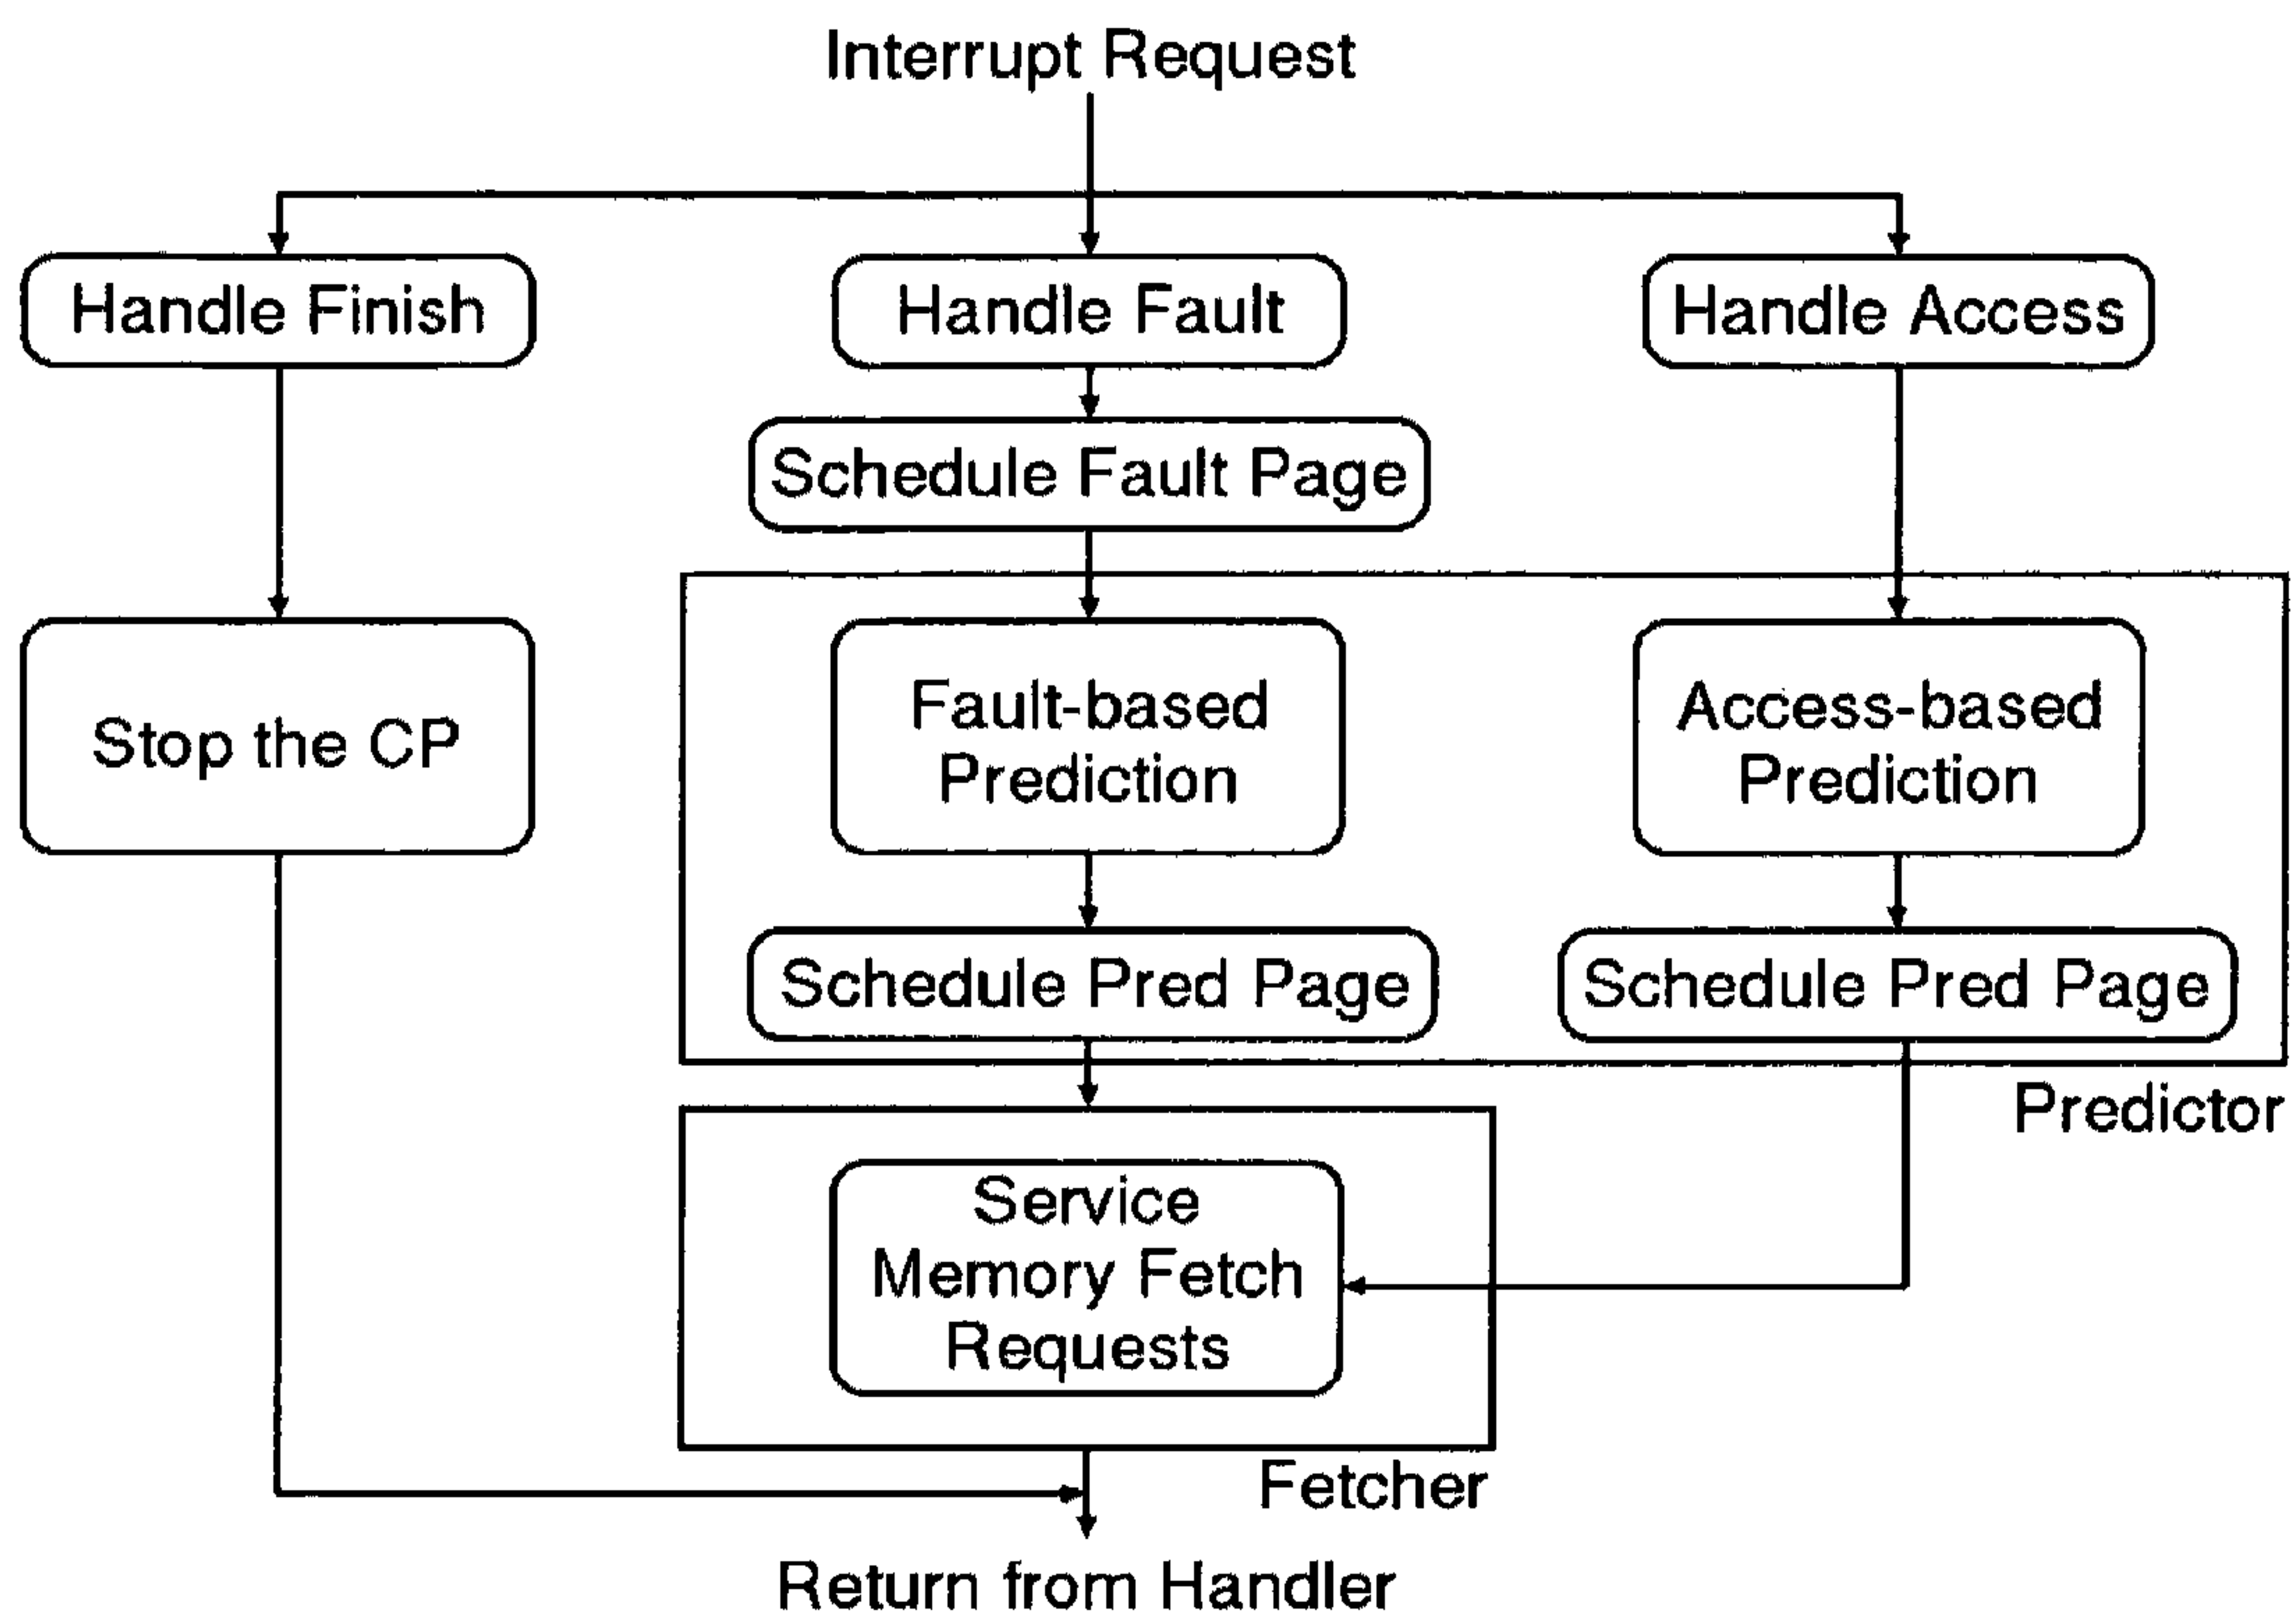 Interrupt Request
Handle Finish
Handle Fault
Handle Access
Schedule Fault Page
Stop the CP
Fault-based
Prediction
Access-based
Prediction
Schedule Pred Page
Schedule Pred Page
Predictor
Service
Memory Fetch
Requests
Fetcher
Return from Handler